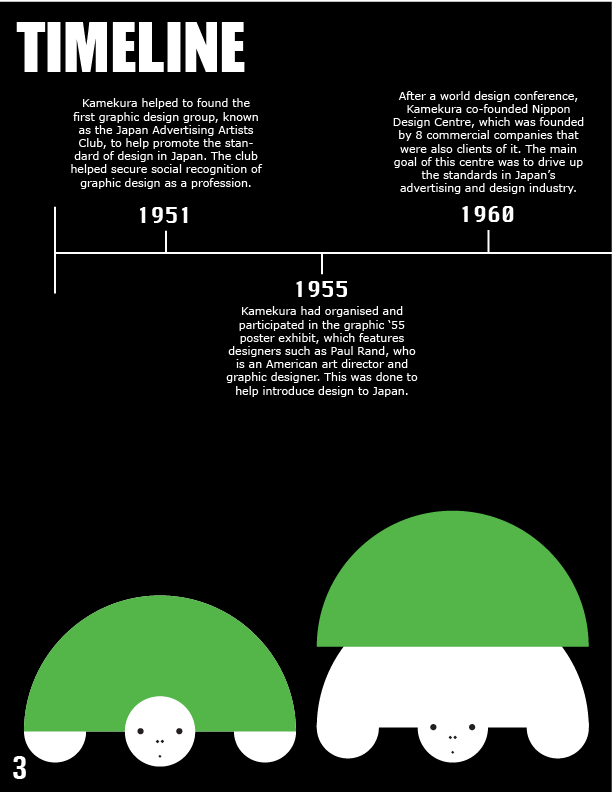 TIMELINE
Kamekura helped to found the
first graphic design group, known
as the Japan Advertising Artists
Club, to help promote the stan-
dard of design in Japan. The club
helped secure social recognition of
graphic design as a profession.
1951
After a world design conference,
Kamekura co-founded Nippon
Design Centre, which was founded
by 8 commercial companies that
were also clients of it. The main
goal of this centre was to drive up
the standards in Japan’s
advertising and design industry.
1960
1955
Kamekura had organised and
participated in the graphic ‘55
poster exhibit, which features
designers such as Paul Rand, who
is an American art director and
graphic designer. This was done to
help introduce design to Japan.
3